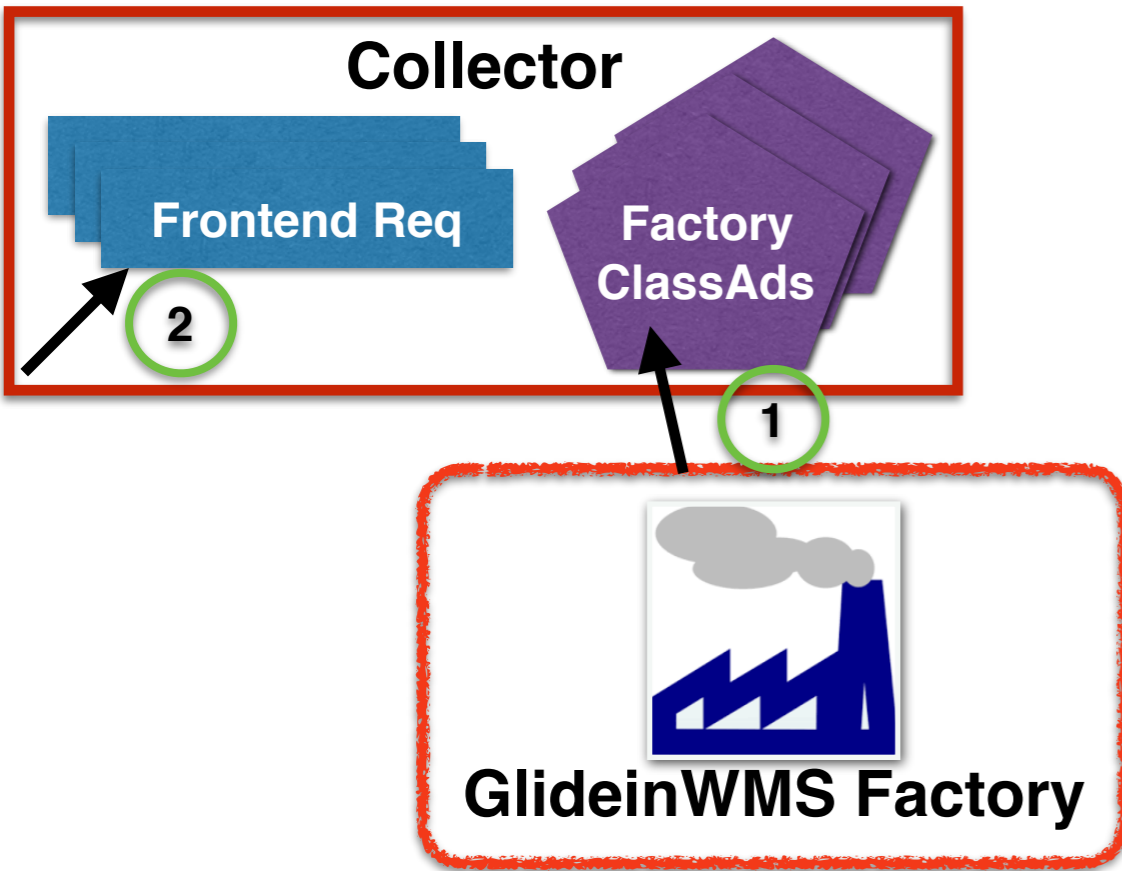 Collector
Frontend Req
Factory
ClassAds
2
1
GlideinWMS Factory